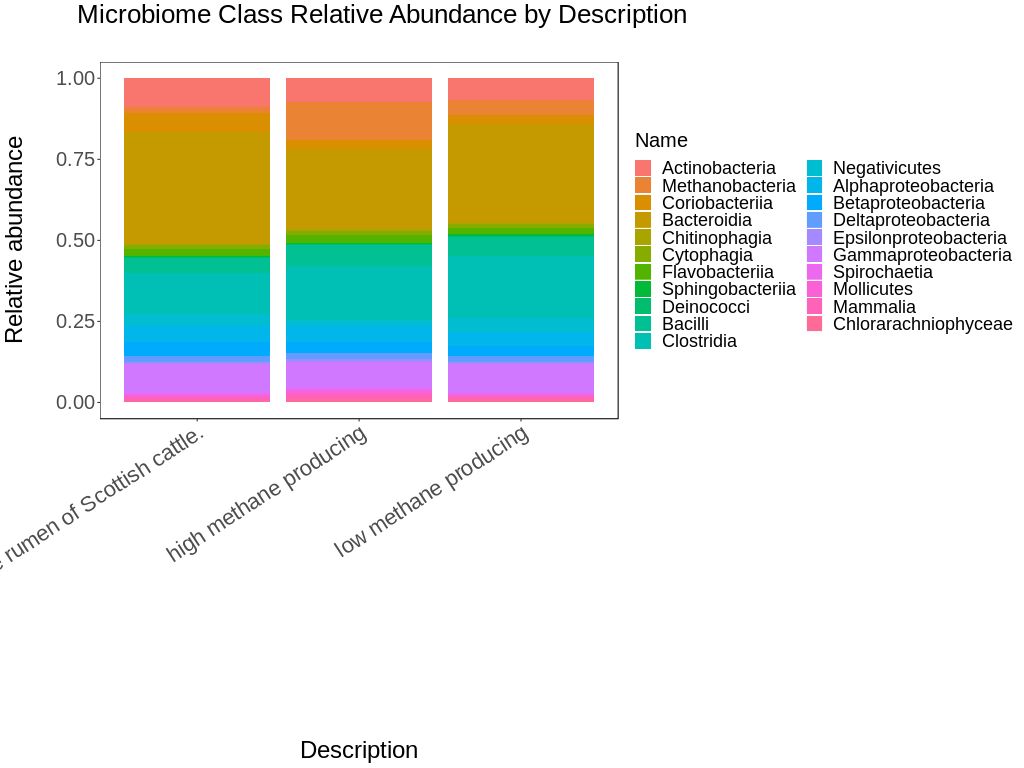 Microbiome Class Relative Abundance by Description
Relative abundance
1.00
0.75
0.50
0.25
0.00
rumen of Scottish cattle.
high methane producing
low methane producing
Description
Name
Actinobacteria
Methanobacteria
Coriobacteriia
Bacteroidia
Chitinophagia
Cytophagia
Flavobacteriia
Sphingobacteriia
Deinococci
Bacilli
Clostridia
Negativicutes
Alphaproteobacteria
Betaproteobacteria
Deltaproteobacteria
Epsilonproteobacteria
Gammaproteobacteria
Spirochaetia
Mollicutes
Mammalia
Chlorarachniophyceae